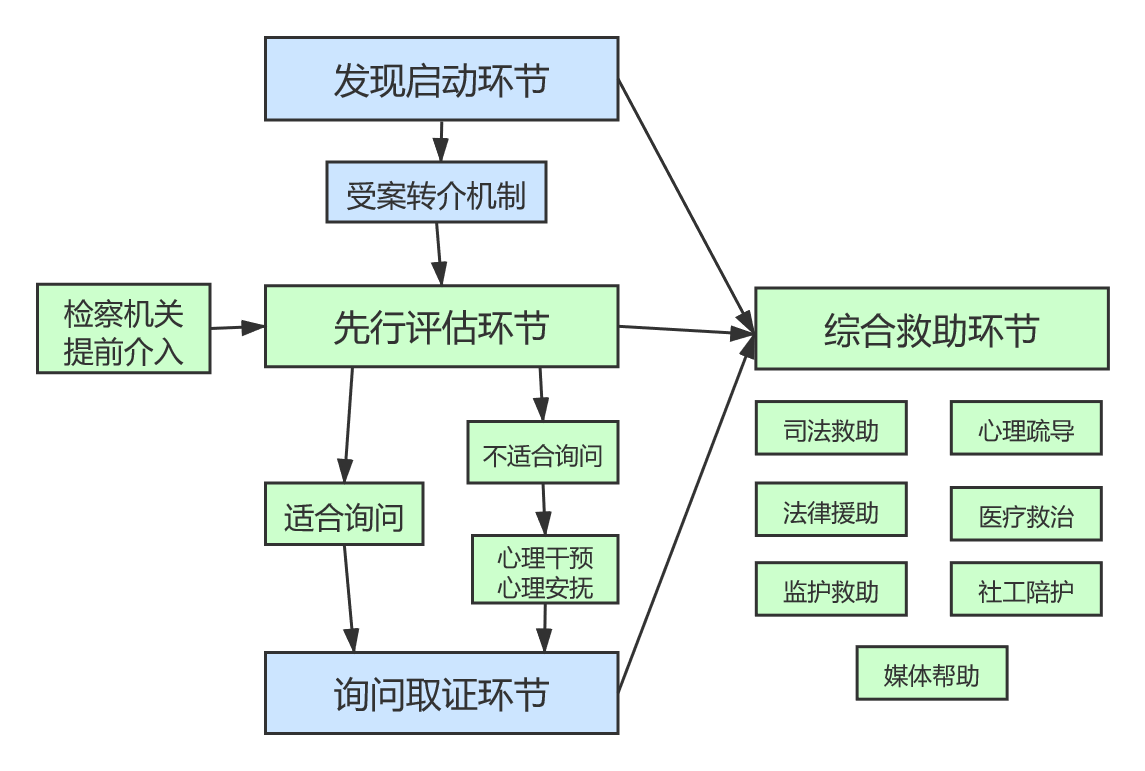 发现启动环节
受案转介机制
检察机关
提前介入
先行评估环节
综合救助环节
不适合询问
适合询问
心理干预
心理安抚
询问取证环节
司法救助
心理疏导
法律援助
医疗救治
监护救助
社工陪护
媒体帮助